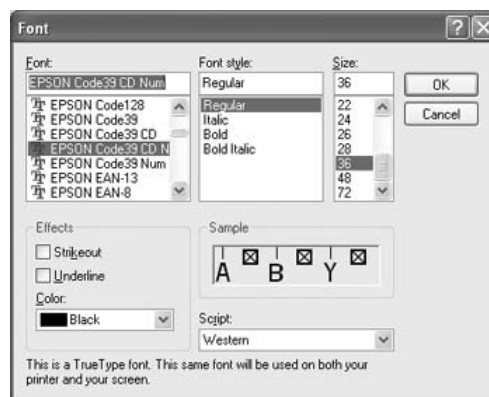 Font
Font:
Font style:
Size:
EPSON Code39 CD Num
Regular
36
OK
Cancel
EPSON Code128
EPSON Code39
EPSON Code39 CD
EPSON Code39 CD N
EPSON Code39 Num
EPSON EAN-13
EPSON EAN-8
Regular
Italic
Bold
Bold Italic
22
24
26
28
36
48
72
Effects
Strikeout
Underline
Color:
Black
Sample
A B Y
Script:
Western
This is a TrueType font. This same font will be used on both your
printer and your screen.